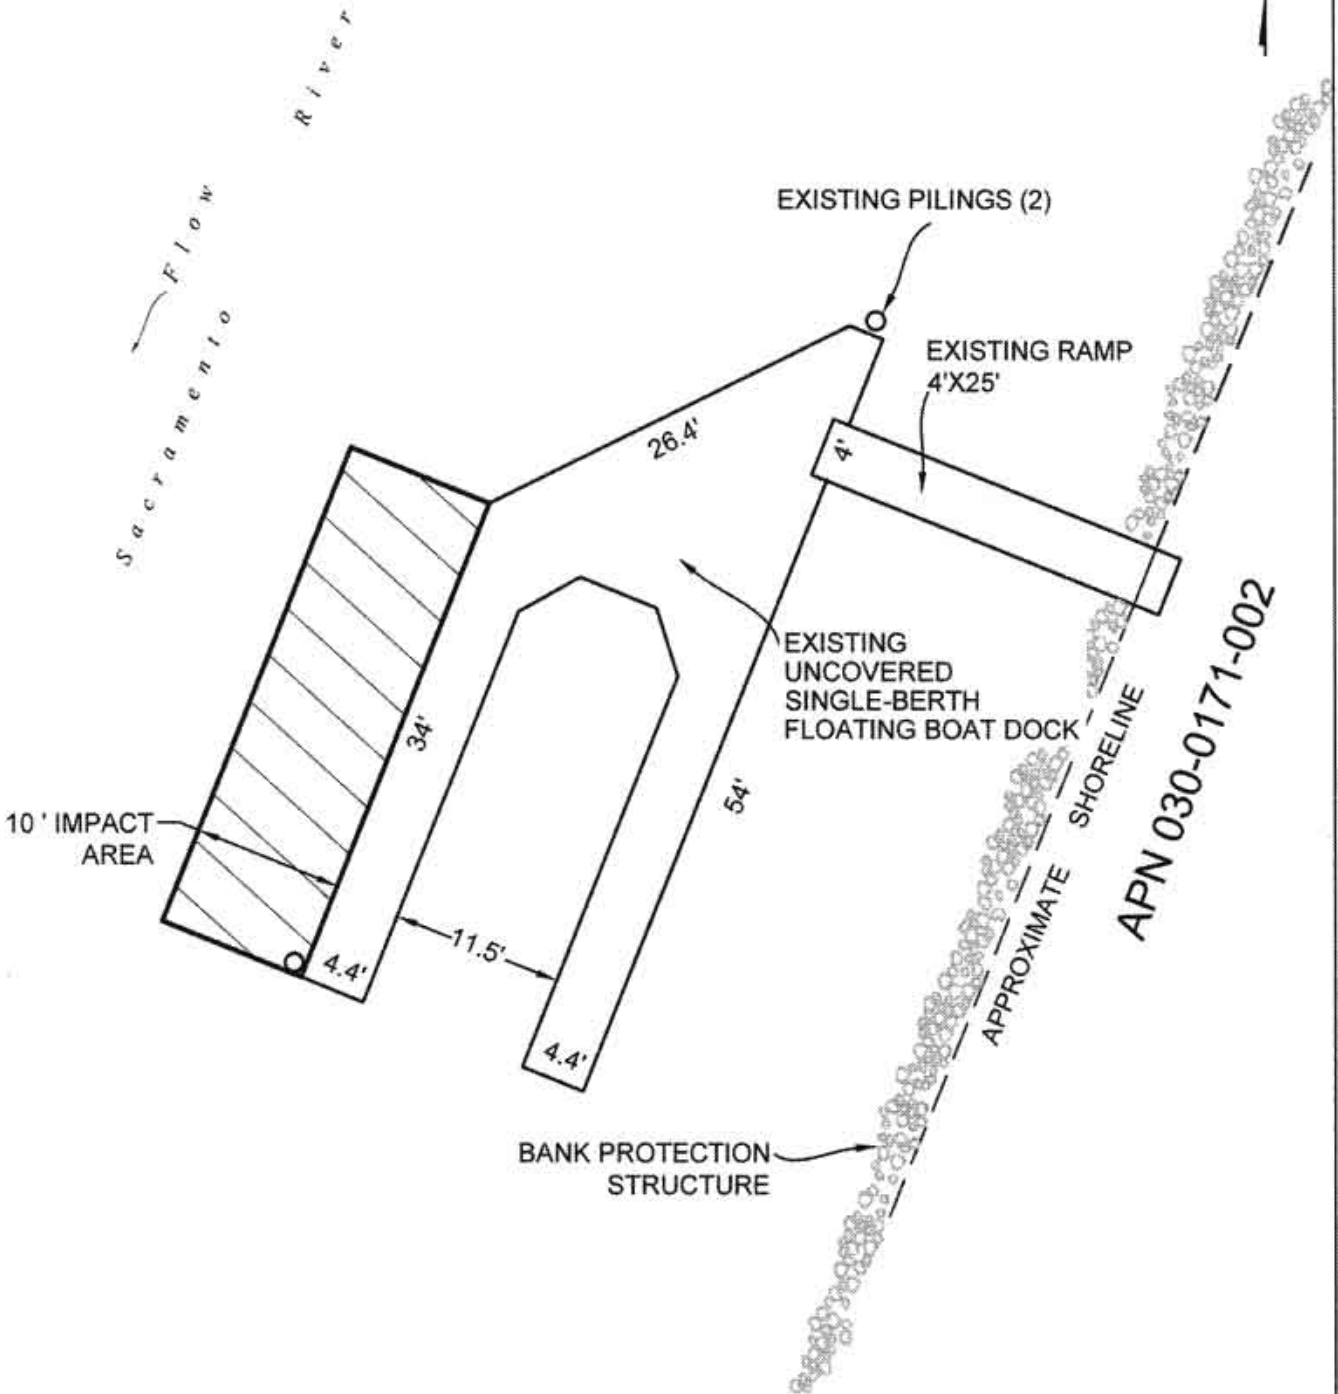 Sacramento River
Flow
EXISTING PILINGS (2)
EXISTING RAMP
4'X25'
26.4'
4'
EXISTING
UNCOVERED
SINGLE-BERTH
FLOATING BOAT DOCK
34'
54'
10 ' IMPACT
AREA
11.5'
4.4'
4.4'
APPROXIMATE SHORELINE
APN 030-0171-002
BANK PROTECTION
STRUCTURE